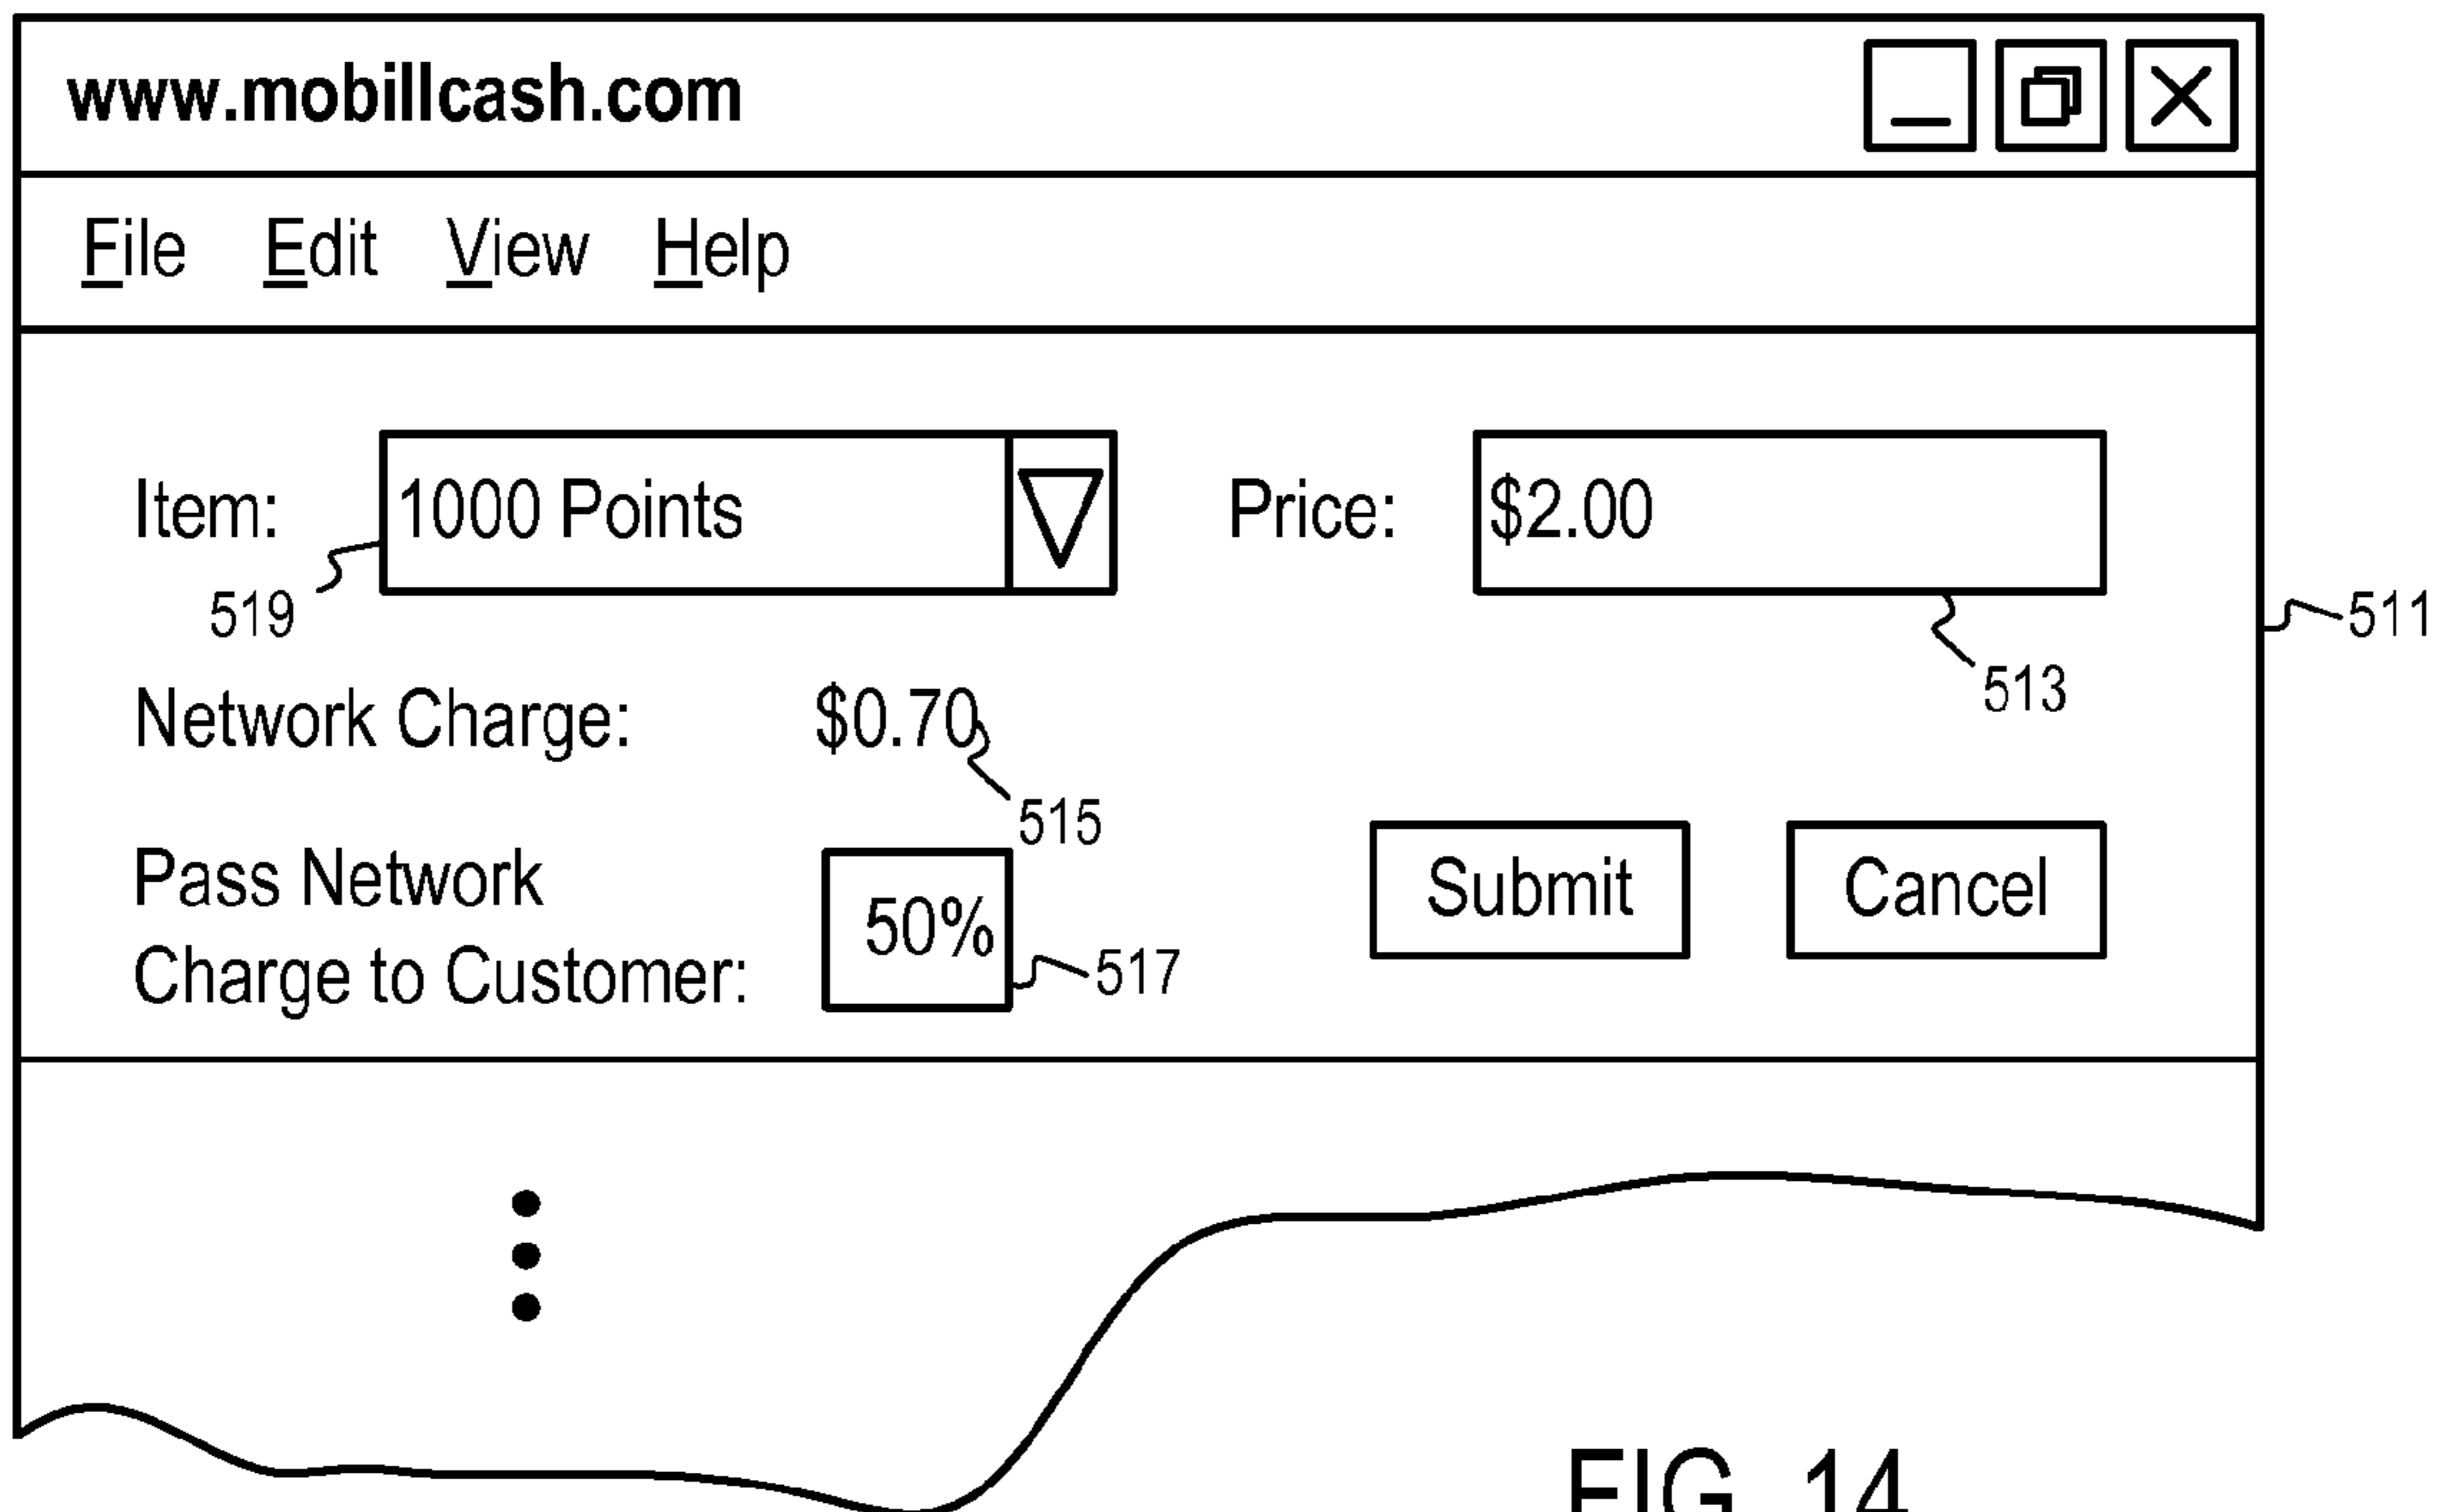 www.mobillcash.com
File Edit View Help
Item: 1000 Points Price: $2.00
519
511
513
Network Charge: $0.70
515
Pass Network
Charge to Customer: 50%
517
Submit Cancel
FIG. 14